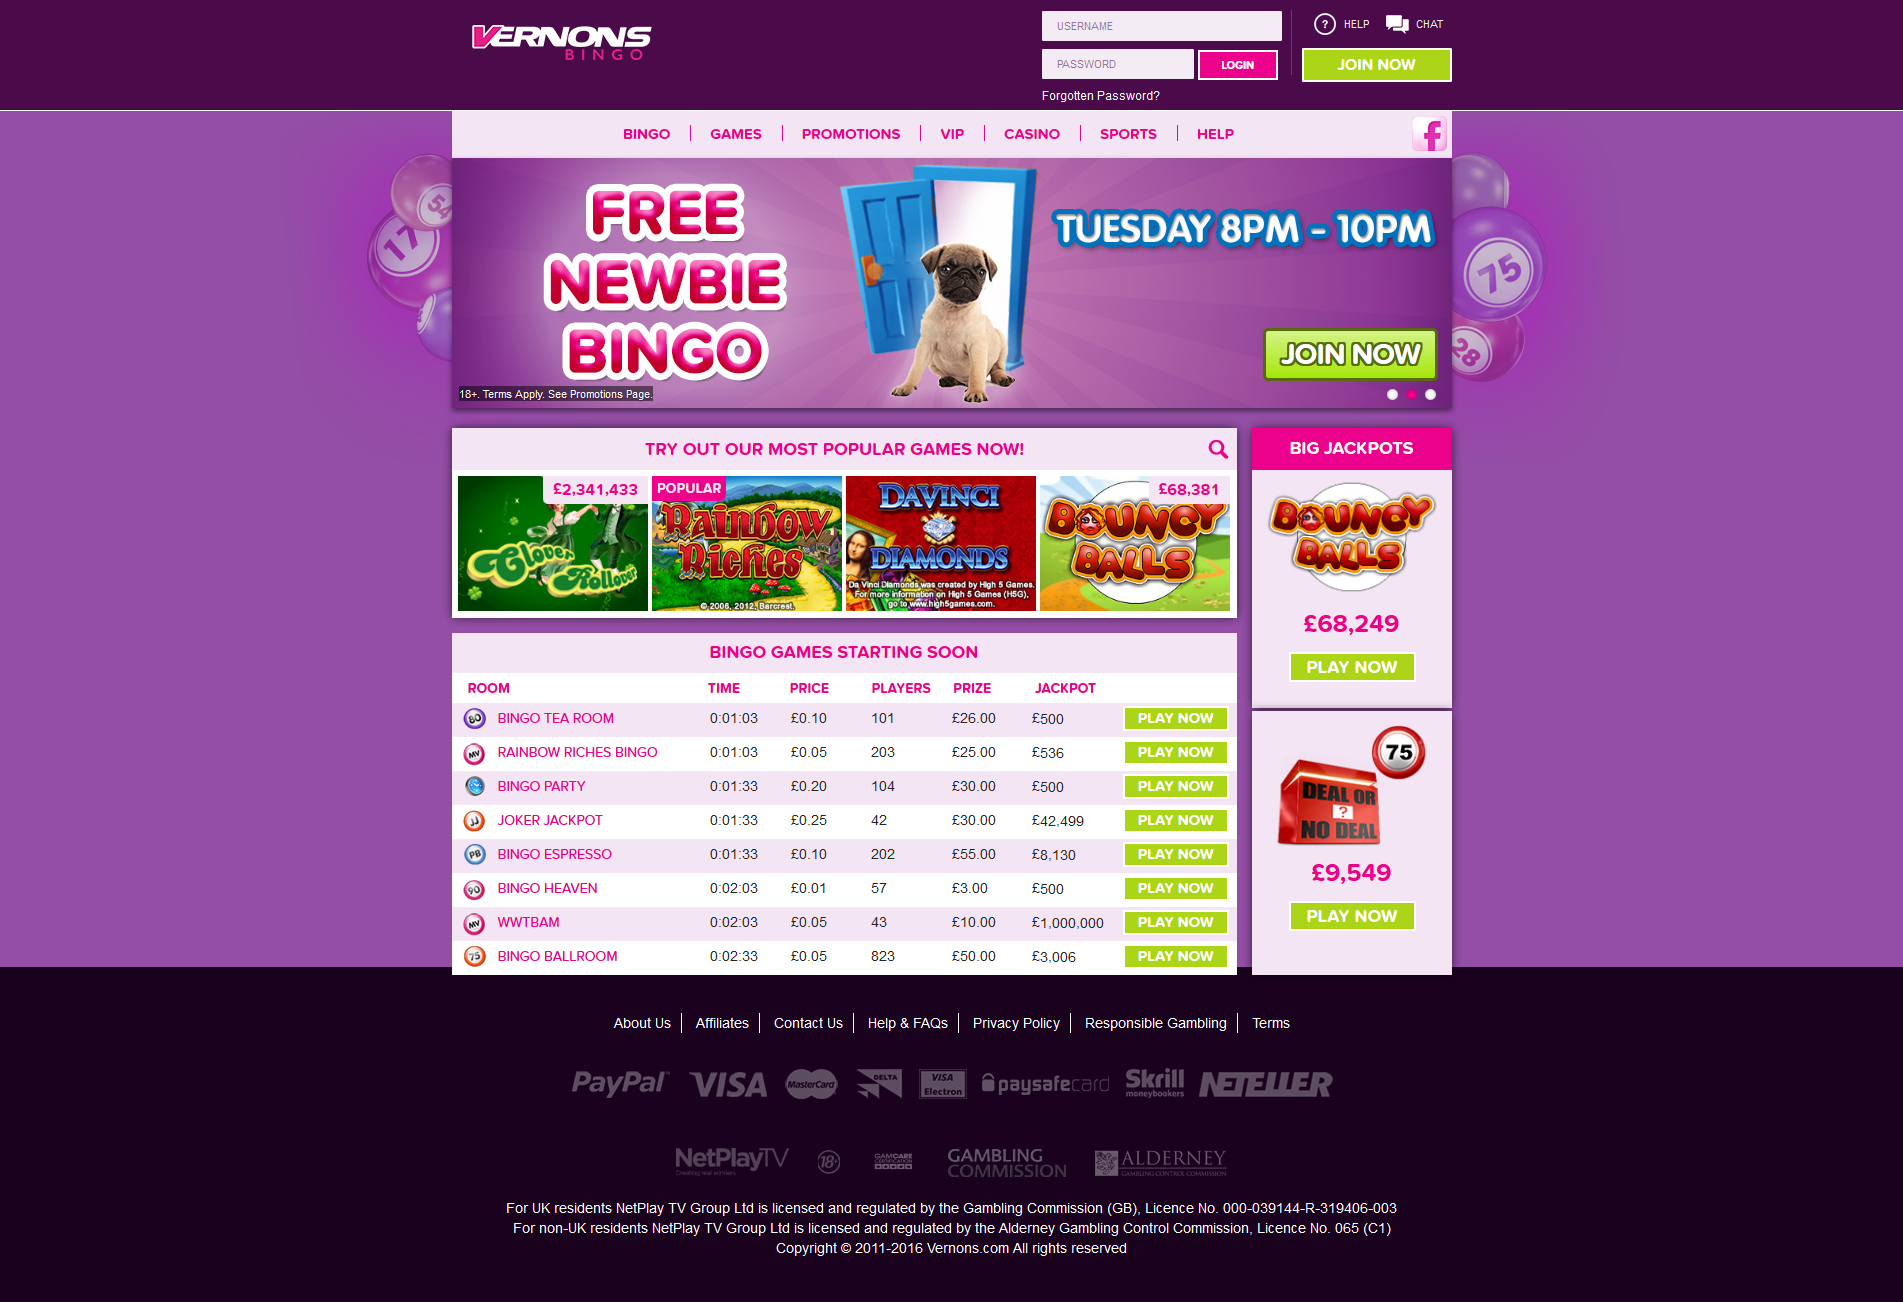 VERNONS
BINGO
USERNAME
PASSWORD
LOGIN
Forgotten Password?
? HELP
CHAT
JOIN NOW
BINGO
GAMES
PROMOTIONS
VIP
CASINO
SPORTS
HELP
f
54
17
75
28
FREE
NEWBIE
BINGO
TUESDAY 8PM - 10PM
JOIN NOW
18+. Terms Apply. See Promotions Page.
TRY OUT OUR MOST POPULAR GAMES NOW!
£2,341,433
Clover
Rollover
POPULAR
Rainbow
Riches
© 2006, 2012, Barcrest.
DAVINCI
DIAMONDS
Da Vinci Diamonds was created by High 5 Games.
For more information on High 5 Games (H5G),
go to www.high5games.com.
£68,381
BOUNCY
BALLS
BIG JACKPOTS
BOUNCY
BALLS
£68,249
PLAY NOW
75
DEAL OR
?
NO DEAL
£9,549
PLAY NOW
BINGO GAMES STARTING SOON
ROOM TIME PRICE PLAYERS PRIZE JACKPOT
80 BINGO TEA ROOM 0:01:03 £0.10 101 £26.00 £500 PLAY NOW
MV RAINBOW RICHES BINGO 0:01:03 £0.05 203 £25.00 £536 PLAY NOW
BINGO PARTY 0:01:33 £0.20 104 £30.00 £500 PLAY NOW
JJ JOKER JACKPOT 0:01:33 £0.25 42 £30.00 £42,499 PLAY NOW
PB BINGO ESPRESSO 0:01:33 £0.10 202 £55.00 £8,130 PLAY NOW
90 BINGO HEAVEN 0:02:03 £0.01 57 £3.00 £500 PLAY NOW
MV WWTBAM 0:02:03 £0.05 43 £10.00 £1,000,000 PLAY NOW
75 BINGO BALLROOM 0:02:33 £0.05 823 £50.00 £3,006 PLAY NOW
About Us
Affiliates
Contact Us
Help & FAQs
Privacy Policy
Responsible Gambling
Terms
PayPal
VISA
MasterCard
DELTA
VISA
Electron
paysafecard
Skrill
moneybookers
NETELLER
NetPlayTV
Creating real winners
18+
GAMCARE
CERTIFICATION
GAMBLING
COMMISSION
ALDERNEY
GAMBLING CONTROL COMMISSION
For UK residents NetPlay TV Group Ltd is licensed and regulated by the Gambling Commission (GB), Licence No. 000-039144-R-319406-003
For non-UK residents NetPlay TV Group Ltd is licensed and regulated by the Alderney Gambling Control Commission, Licence No. 065 (C1)
Copyright © 2011-2016 Vernons.com All rights reserved